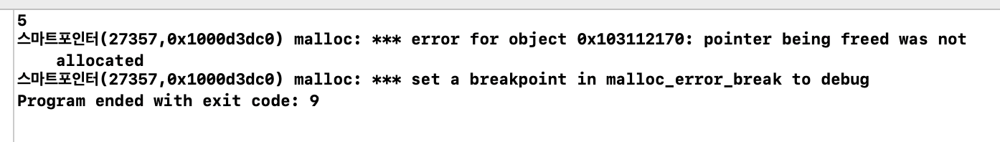 5
스마트포인터(27357,0x1000d3dc0) malloc: *** error for object 0x103112170: pointer being freed was not
allocated
스마트포인터(27357,0x1000d3dc0) malloc: *** set a breakpoint in malloc_error_break to debug
Program ended with exit code: 9